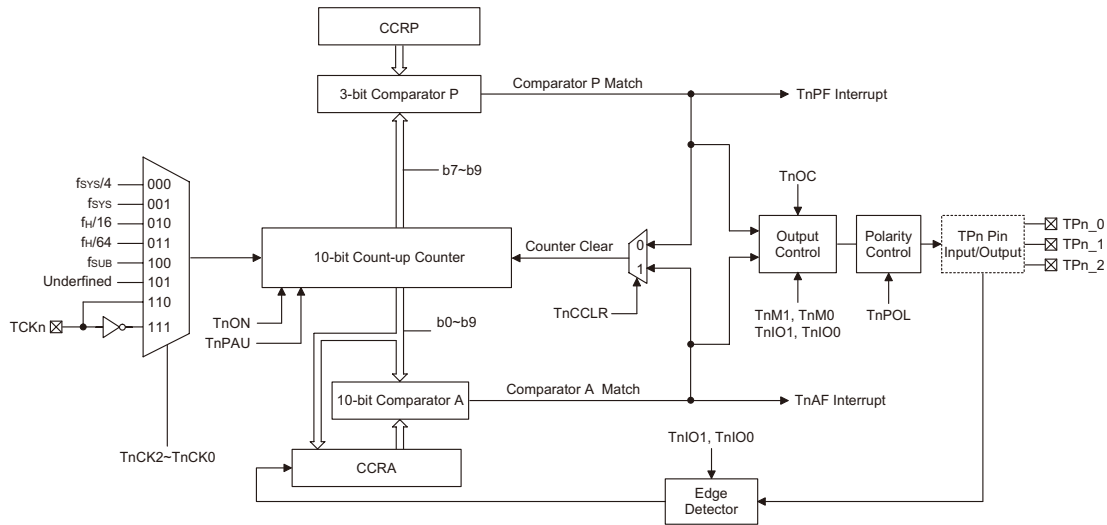 CCRP
3-bit Comparator P
Comparator P Match
TnPF Interrupt
b7~b9
fSYS/4
000
fSYS
001
fH/16
010
fH/64
011
fSUB
100
Undefined
101
110
TCKn
111
TnCK2~TnCK0
10-bit Count-up Counter
TnON
TnPAU
Counter Clear
0
1
TnCCLR
b0~b9
TnOC
Output
Control
TnM1, TnM0
TnIO1, TnIO0
Polarity
Control
TnPOL
TPn Pin
Input/Output
TPn_0
TPn_1
TPn_2
10-bit Comparator A
Comparator A Match
TnAF Interrupt
CCRA
TnIO1, TnIO0
Edge
Detector